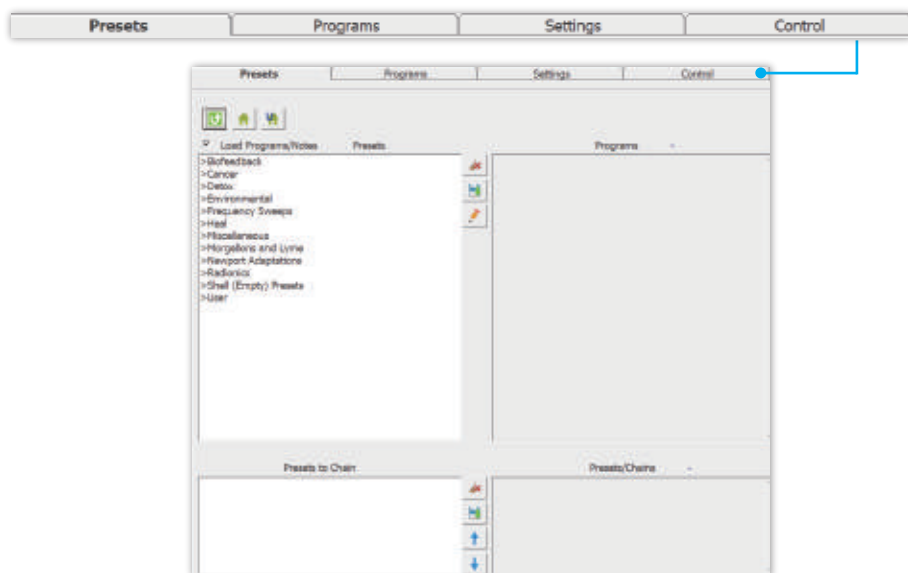 Presets Programs Settings Control
Presets Programs Settings Control
Load Programs/Notes Presets Programs
>Biofeedback
>Cancer
>Detox
>Environmental
>Frequency Sweeps
>Heal
>Miscellaneous
>Morgellons and Lyme
>Newport Adaptations
>Radionics
>Shell (Empty) Presets
>User
Presets to Chain Presets/Chains